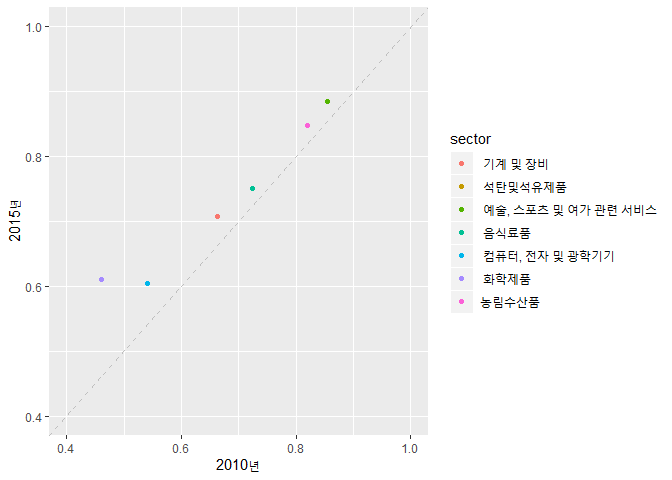 1.0
0.8
0.6
0.4
2015년
0.4
0.6
0.8
1.0
2010년
sector
기계 및 장비
석탄및석유제품
예술, 스포츠 및 여가 관련 서비스
음식료품
컴퓨터, 전자 및 광학기기
화학제품
농림수산품